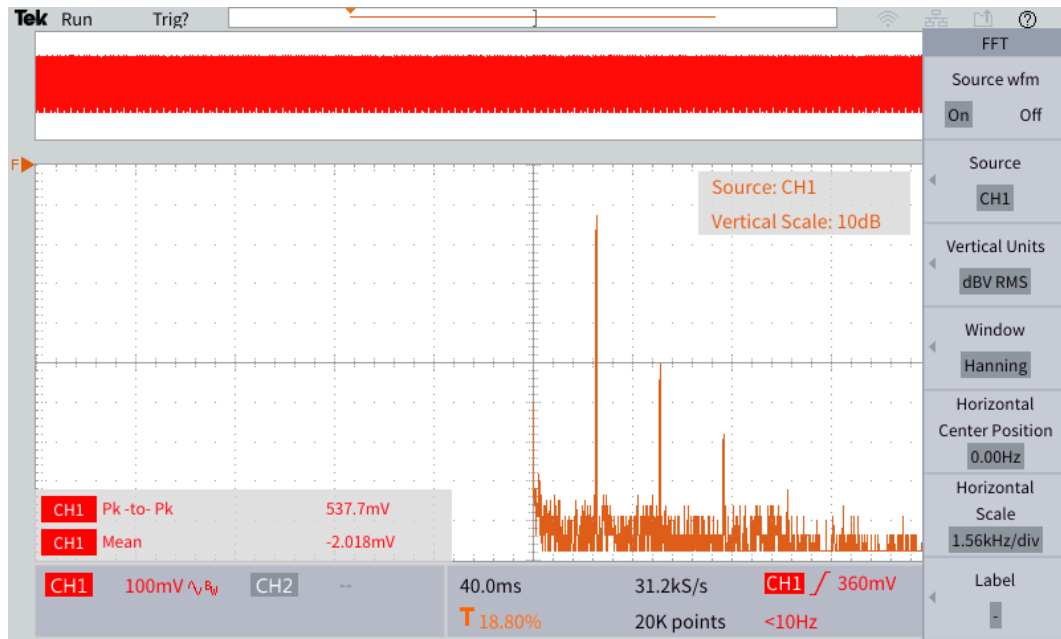 Tek Run Trig?
FFT
Source wfm
On Off
Source
CH1
Vertical Units
dBV RMS
Window
Hanning
Horizontal
Center Position
0.00Hz
Horizontal
Scale
1.56kHz/div
Label
-
F
Source: CH1
Vertical Scale: 10dB
CH1 Pk-to-Pk 537.7mV
CH1 Mean -2.018mV
CH1 100mV BW CH2 --
40.0ms 31.2kS/s CH1 360mV
T 18.80% 20K points <10Hz